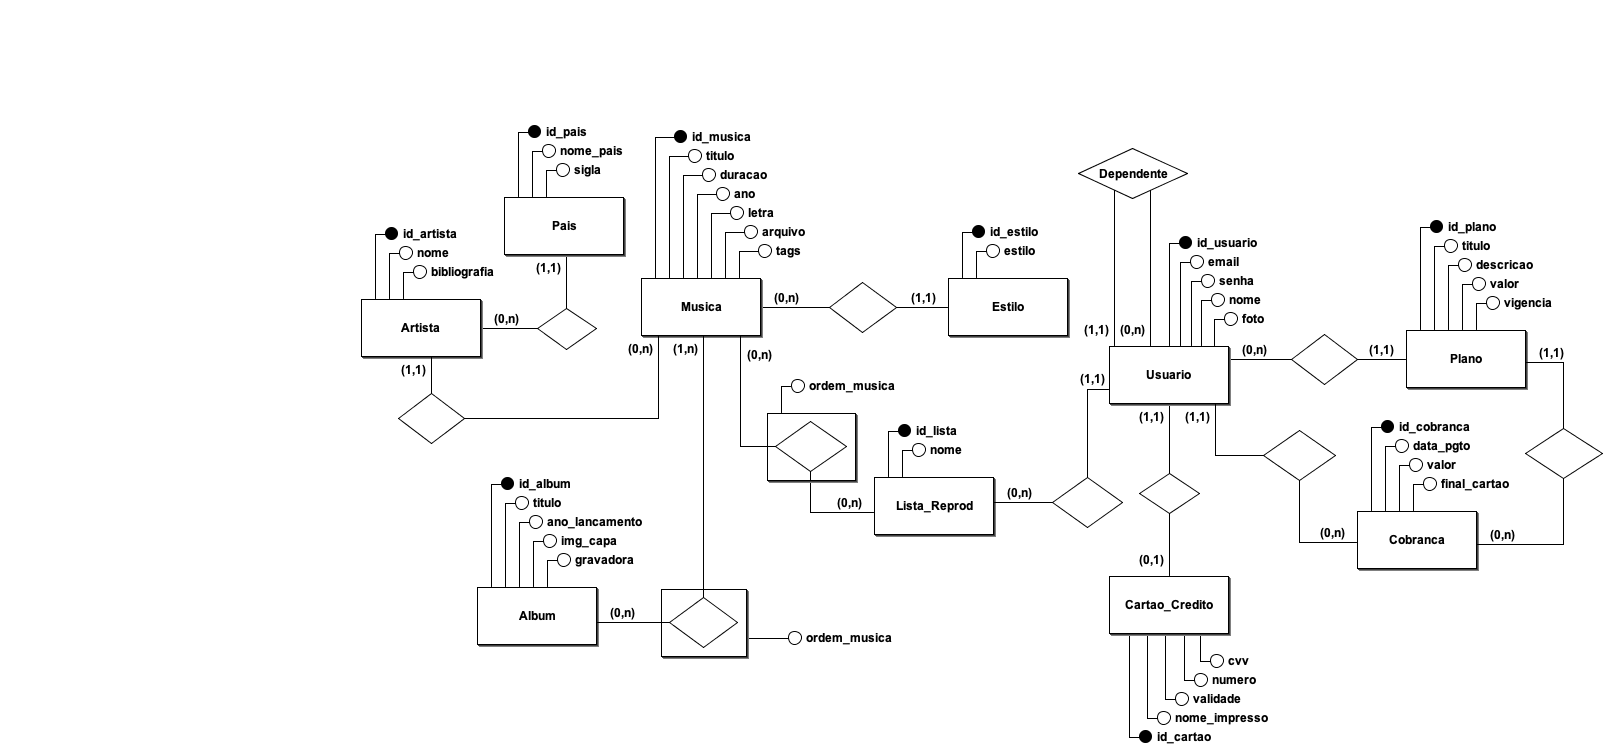 id_pais
nome_pais
sigla
Pais
(1,1)
id_artista
nome
bibliografia
Artista
(0,n)
(1,1)
id_musica
titulo
duracao
ano
letra
arquivo
tags
Musica
(0,n)
(1,1)
(0,n)
(1,n)
(0,n)
id_estilo
estilo
Estilo
ordem_musica
id_lista
nome
Lista_Reprod
(0,n)
(0,n)
id_album
titulo
ano_lancamento
img_capa
gravadora
Album
(0,n)
ordem_musica
Dependente
id_usuario
email
senha
nome
foto
(1,1)
(0,n)
Usuario
(0,n)
(1,1)
(1,1)
(1,1)
(1,1)
id_plano
titulo
descricao
valor
vigencia
Plano
(1,1)
id_cobranca
data_pgto
valor
final_cartao
Cobranca
(0,n)
(0,n)
(0,1)
Cartao_Credito
cvv
numero
validade
nome_impresso
id_cartao